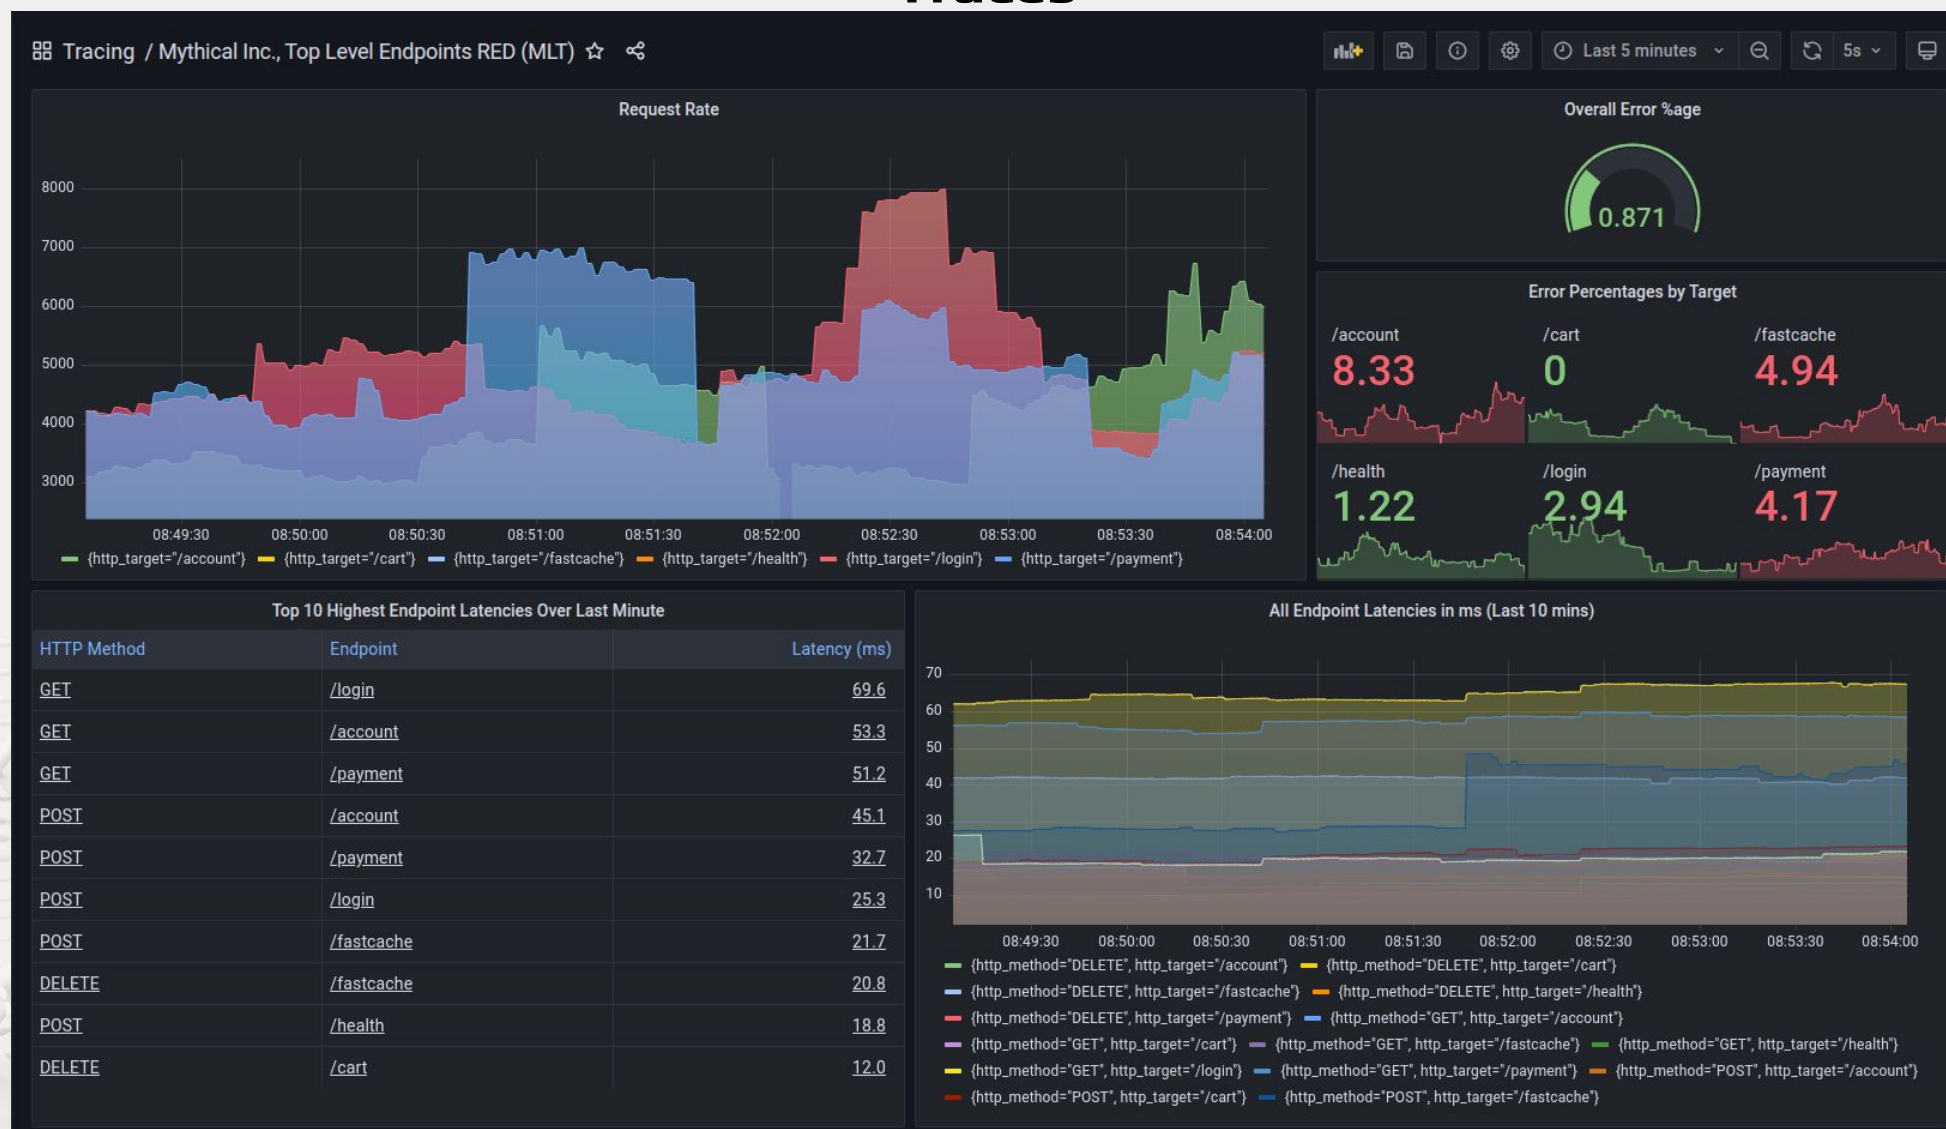 Traces
Tracing / Mythical Inc., Top Level Endpoints RED (MLT)
Last 5 minutes
5s
Request Rate
8000
7000
6000
5000
4000
3000
08:49:30 08:50:00 08:50:30 08:51:00 08:51:30 08:52:00 08:52:30 08:53:00 08:53:30 08:54:00
{http_target="/account"} {http_target="/cart"} {http_target="/fastcache"} {http_target="/health"} {http_target="/login"} {http_target="/payment"}
Overall Error %age
0.871
Error Percentages by Target
/account /cart /fastcache
8.33 0 4.94
/health /login /payment
1.22 2.94 4.17
Top 10 Highest Endpoint Latencies Over Last Minute
HTTP Method Endpoint Latency (ms)
GET /login 69.6
GET /account 53.3
GET /payment 51.2
POST /account 45.1
POST /payment 32.7
POST /login 25.3
POST /fastcache 21.7
DELETE /fastcache 20.8
POST /health 18.8
DELETE /cart 12.0
All Endpoint Latencies in ms (Last 10 mins)
70
60
50
40
30
20
10
08:49:30 08:50:00 08:50:30 08:51:00 08:51:30 08:52:00 08:52:30 08:53:00 08:53:30 08:54:00
{http_method="DELETE", http_target="/account"} {http_method="DELETE", http_target="/cart"}
{http_method="DELETE", http_target="/fastcache"} {http_method="DELETE", http_target="/health"}
{http_method="DELETE", http_target="/payment"} {http_method="GET", http_target="/account"}
{http_method="GET", http_target="/cart"} {http_method="GET", http_target="/fastcache"} {http_method="GET", http_target="/health"}
{http_method="GET", http_target="/login"} {http_method="GET", http_target="/payment"} {http_method="POST", http_target="/account"}
{http_method="POST", http_target="/cart"} {http_method="POST", http_target="/fastcache"}